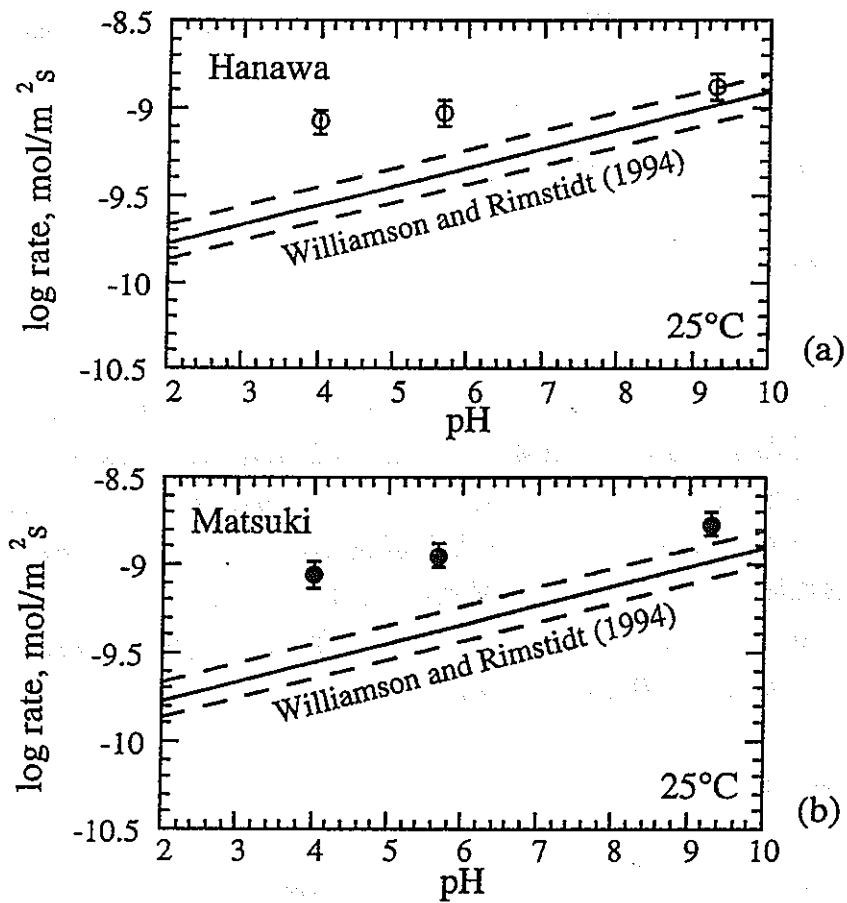 -8.5
Hanawa
-9
-9.5
Williamson and Rimstidt (1994)
-10
25°C
-10.5
2 3 4 5 6 7 8 9 10
pH
log rate, mol/m²s
(a)
-8.5
Matsuki
-9
-9.5
Williamson and Rimstidt (1994)
-10
25°C
-10.5
2 3 4 5 6 7 8 9 10
pH
log rate, mol/m²s
(b)